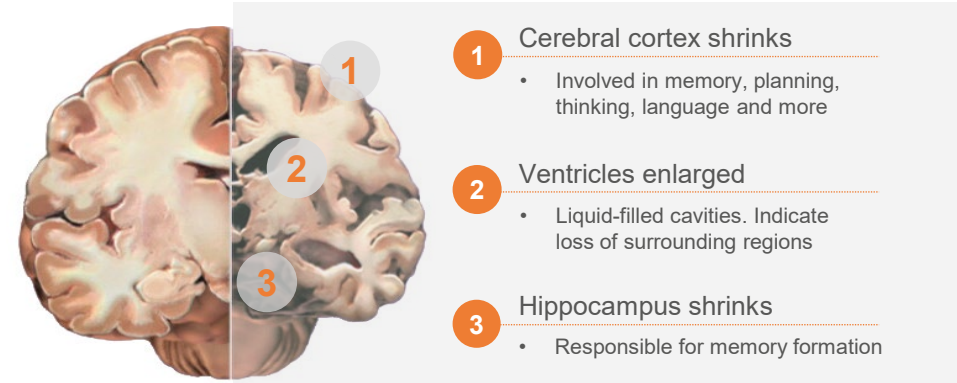 1
2
3
1
Cerebral cortex shrinks
• Involved in memory, planning,
thinking, language and more
2
Ventricles enlarged
• Liquid-filled cavities. Indicate
loss of surrounding regions
3
Hippocampus shrinks
• Responsible for memory formation